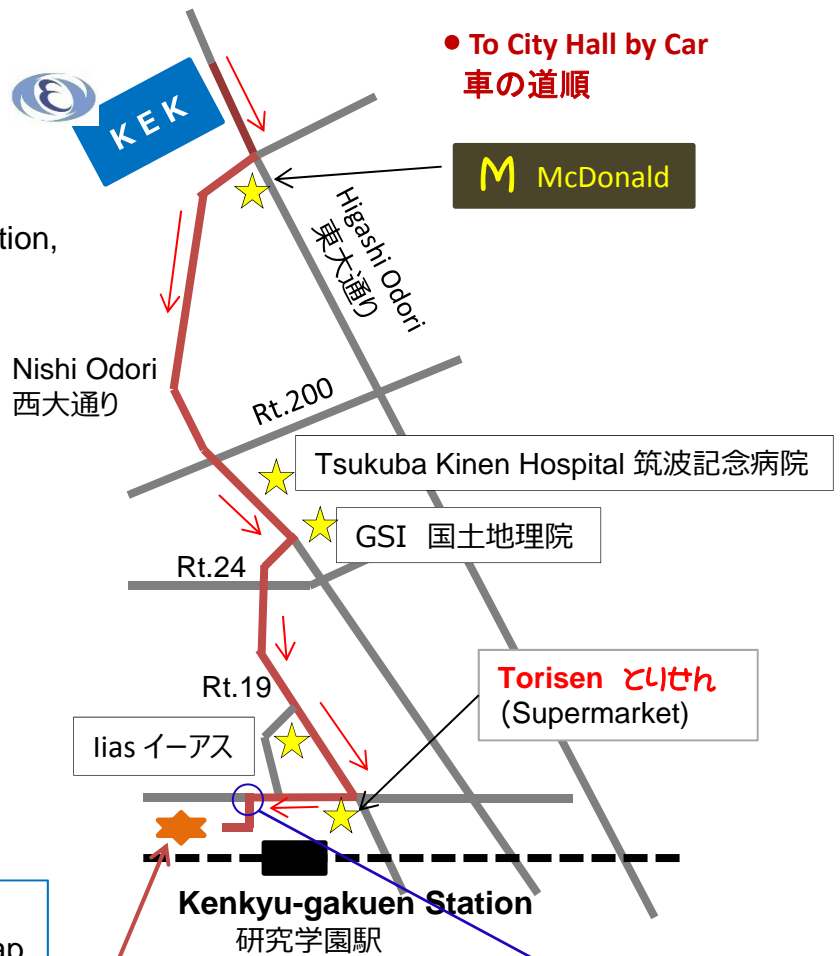 • To City Hall by Car
車の道順
KEK
M McDonald
Higashi Odori
東大通り
tion,
Nishi Odori
西大通り
Rt.200
Tsukuba Kinen Hospital 筑波記念病院
GSI 国土地理院
Rt.24
Rt.19
Torisen とりせん
(Supermarket)
Iias イーアス
Kenkyu-gakuen Station
研究学園駅
ap